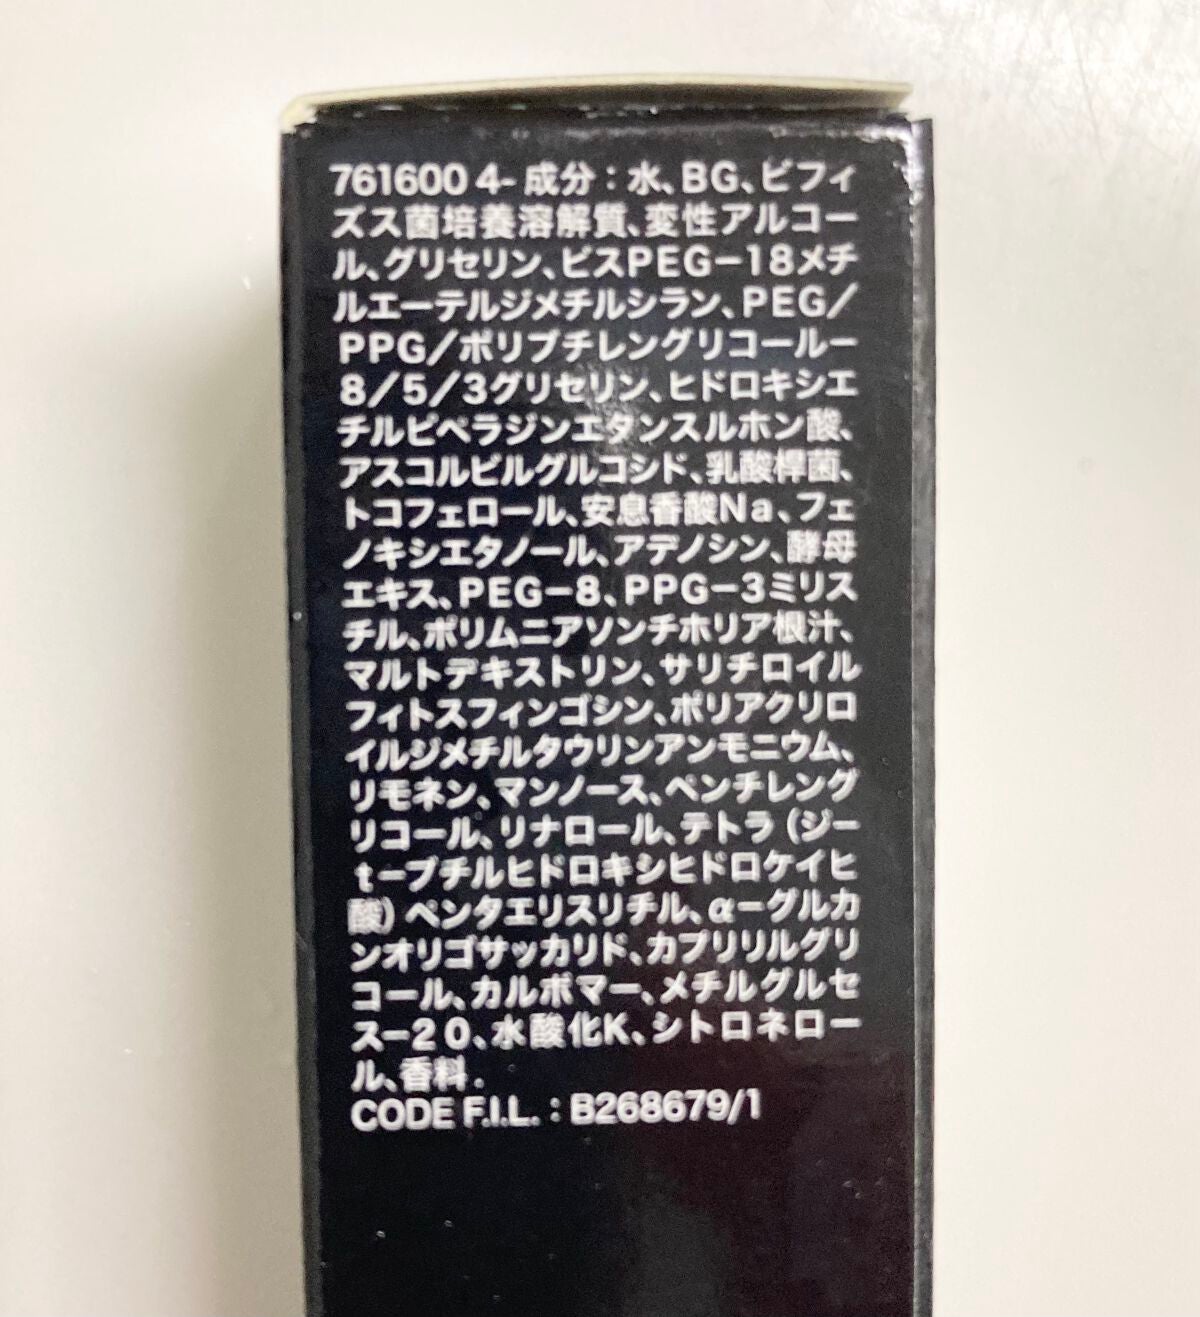 761600 4- 成分：水、BG、ビフィ
ズス菌培養溶解質、変性アルコー
ル、グリセリン、ビスPEG－18メチ
ルエーテルジメチルシラン、PEG／
PPG／ポリブチレングリコールー
8／5／3グリセリン、ヒドロキシエ
チルピペラジンエタンスルホン酸、
アスコルビルグルコシド、乳酸桿菌、
トコフェロール、安息香酸Na、フェ
ノキシエタノール、アデノシン、酵母
エキス、PEG－8、PPG－3ミリス
チル、ポリムニアソンチホリア根汁、
マルトデキストリン、サリチロイル
フィトスフィンゴシン、ポリアクリロ
イルジメチルタウリンアンモニウム、
リモネン、マンノース、ペンチレング
リコール、リナロール、テトラ（ジー
tーブチルヒドロキシヒドロケイヒ
酸）ペンタエリスリチル、αーグルカ
ンオリゴサッカリド、カプリリルグリ
コール、カルボマー、メチルグルセ
スー20、水酸化K、シトロネロー
ル、香料．
CODE F.I.L.：B268679/1